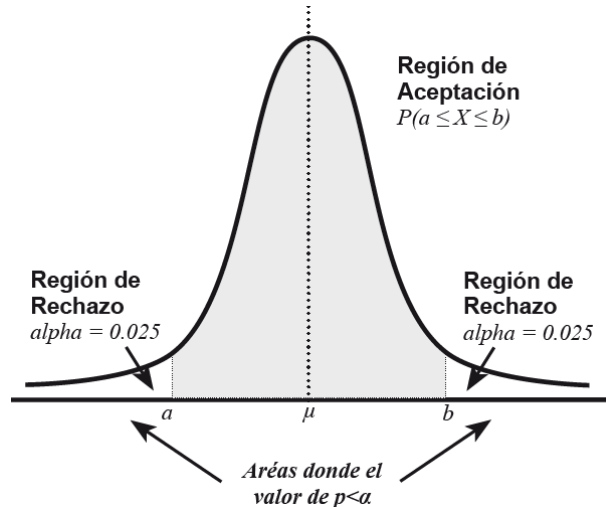 Región de
Aceptación
P(a ≤ X ≤ b)
Región de
Rechazo
alpha = 0.025
Región de
Rechazo
alpha = 0.025
a
μ
b
Aréas donde el
valor de p<α